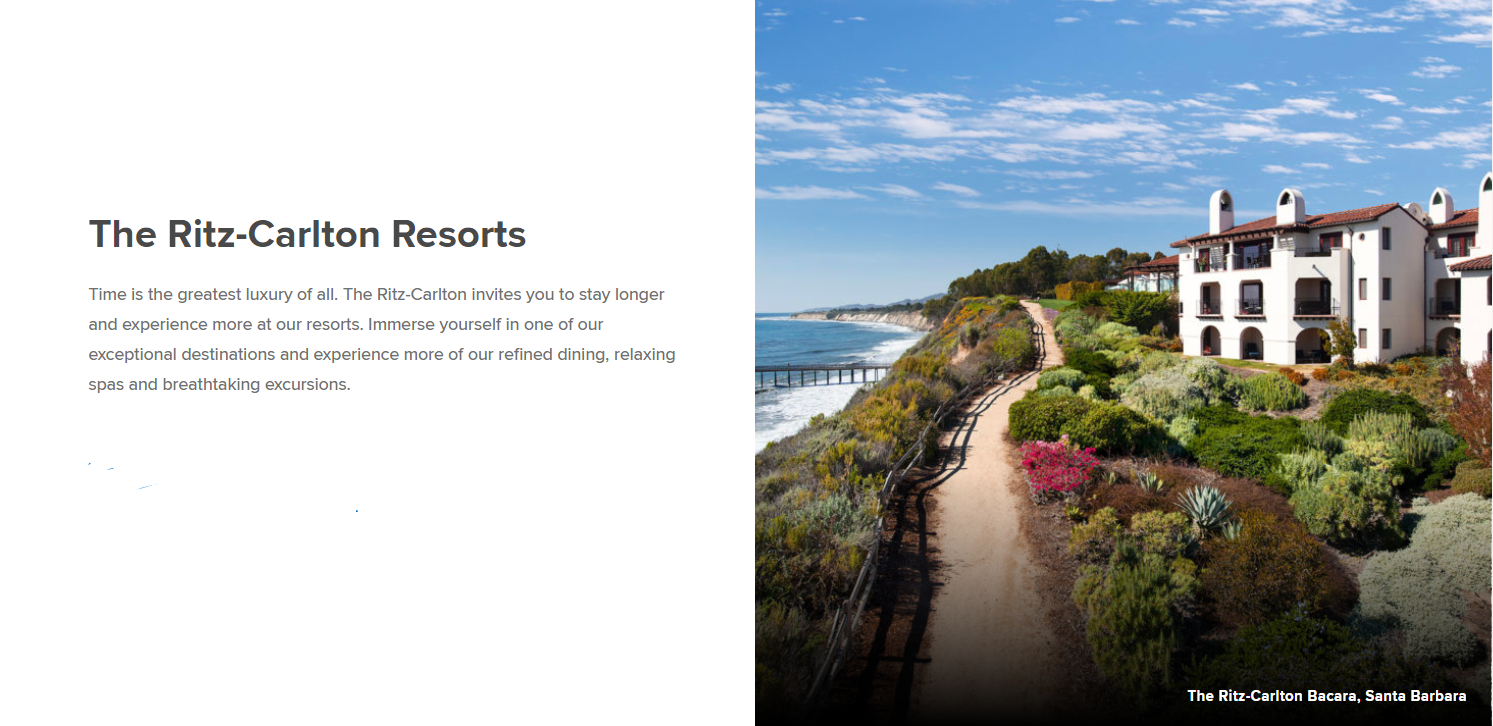 The Ritz-Carlton Resorts
Time is the greatest luxury of all. The Ritz-Carlton invites you to stay longer
and experience more at our resorts. Immerse yourself in one of our
exceptional destinations and experience more of our refined dining, relaxing
spas and breathtaking excursions.
The Ritz-Carlton Bacara, Santa Barbara